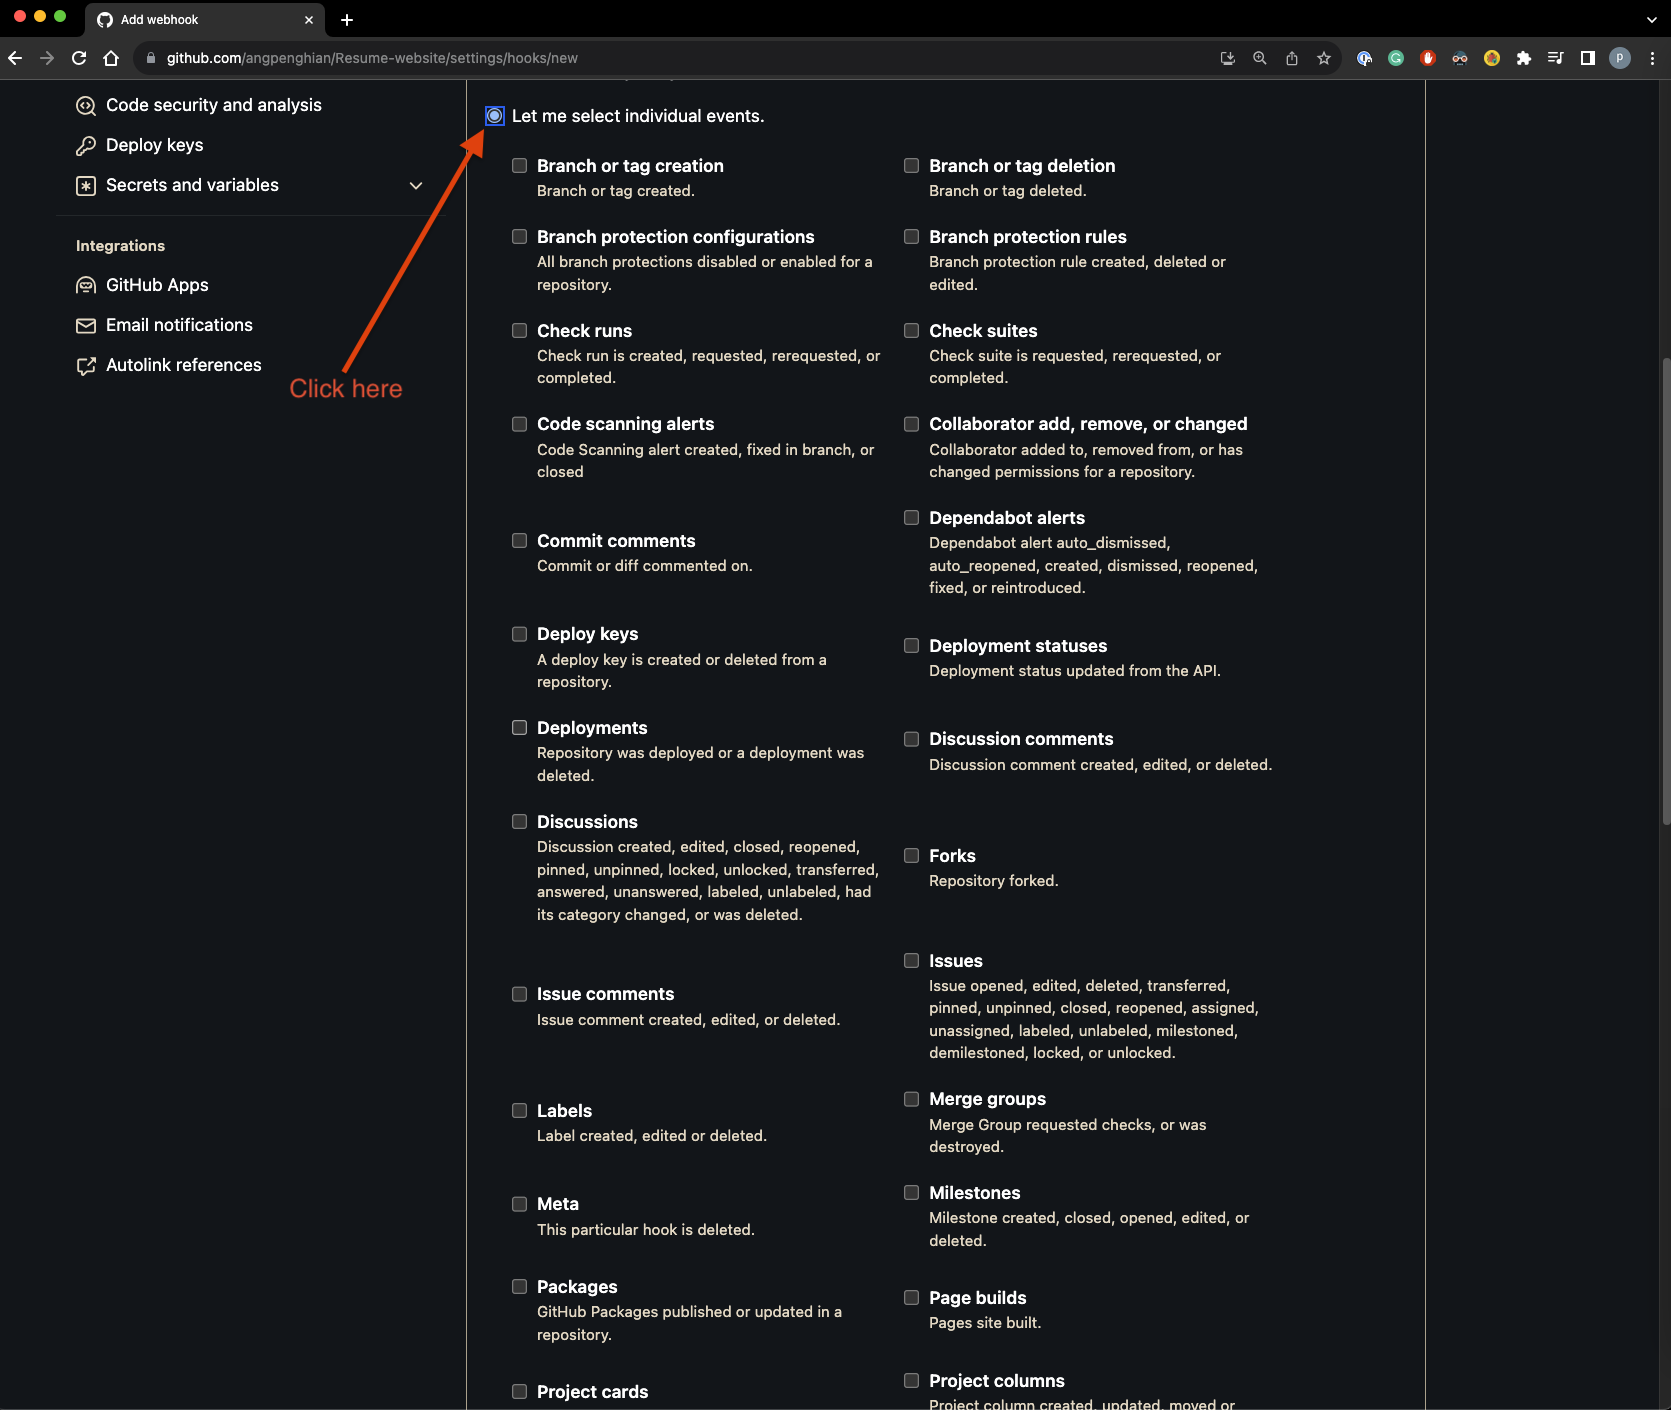 Add webhook
github.com/angpenghian/Resume-website/settings/hooks/new
P
Code security and analysis
Deploy keys
Secrets and variables
Integrations
GitHub Apps
Email notifications
Autolink references
Click here
Let me select individual events.
Branch or tag creation
Branch or tag created.
Branch or tag deletion
Branch or tag deleted.
Branch protection configurations
All branch protections disabled or enabled for a
repository.
Branch protection rules
Branch protection rule created, deleted or
edited.
Check runs
Check run is created, requested, rerequested, or
completed.
Check suites
Check suite is requested, rerequested, or
completed.
Code scanning alerts
Code Scanning alert created, fixed in branch, or
closed
Collaborator add, remove, or changed
Collaborator added to, removed from, or has
changed permissions for a repository.
Commit comments
Commit or diff commented on.
Dependabot alerts
Dependabot alert auto_dismissed,
auto_reopened, created, dismissed, reopened,
fixed, or reintroduced.
Deploy keys
A deploy key is created or deleted from a
repository.
Deployment statuses
Deployment status updated from the API.
Deployments
Repository was deployed or a deployment was
deleted.
Discussion comments
Discussion comment created, edited, or deleted.
Discussions
Discussion created, edited, closed, reopened,
pinned, unpinned, locked, unlocked, transferred,
answered, unanswered, labeled, unlabeled, had
its category changed, or was deleted.
Forks
Repository forked.
Issue comments
Issue comment created, edited, or deleted.
Issues
Issue opened, edited, deleted, transferred,
pinned, unpinned, closed, reopened, assigned,
unassigned, labeled, unlabeled, milestoned,
demilestoned, locked, or unlocked.
Labels
Label created, edited or deleted.
Merge groups
Merge Group requested checks, or was
destroyed.
Meta
This particular hook is deleted.
Milestones
Milestone created, closed, opened, edited, or
deleted.
Packages
GitHub Packages published or updated in a
repository.
Page builds
Pages site built.
Project cards
Project columns
Project column created, updated, moved or